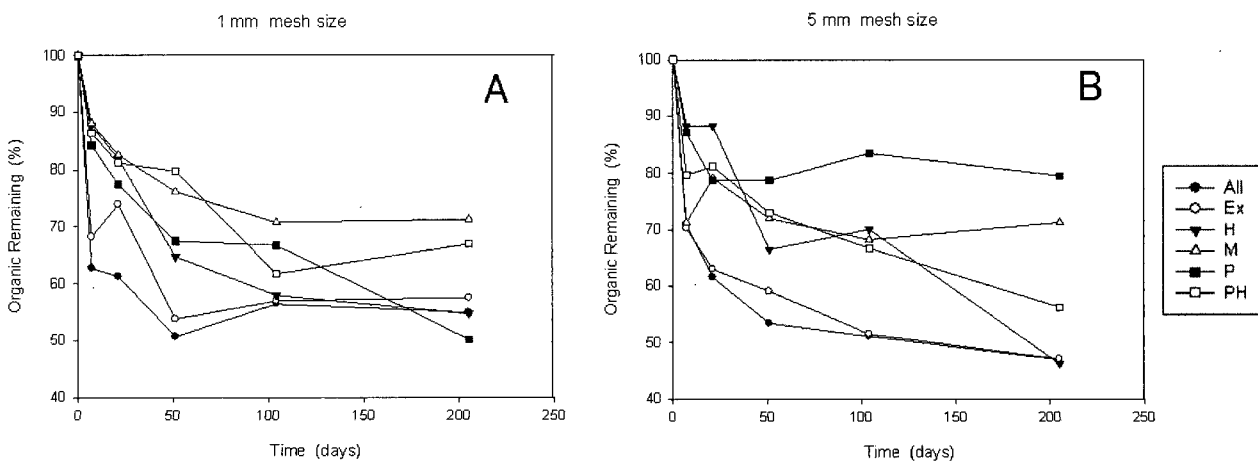 1 mm mesh size
100
90
80
70
60
50
40
Organic Remaining (%)
A
0 50 100 150 200 250
Time (days)
5 mm mesh size
100
90
80
70
60
50
40
Organic Remaining (%)
B
0 50 100 150 200 250
Time (days)
All
Ex
H
M
P
PH